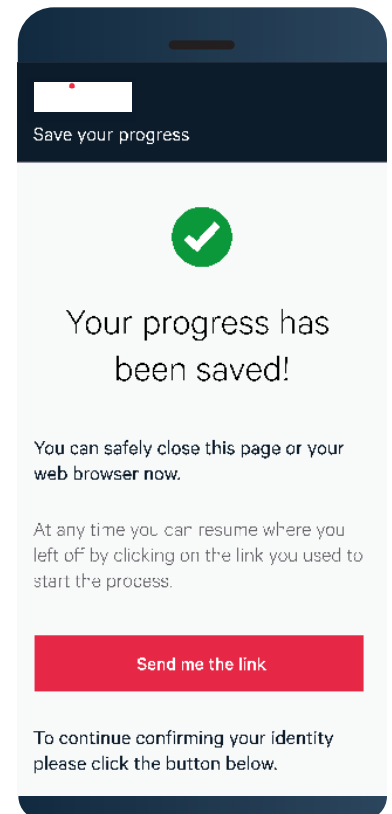 Save your progress
Your progress has
been saved!
You can safely close this page or your
web browser now.
At any time you can resume where you
left off by clicking on the link you used to
start the process.
Send me the link
To continue confirming your identity
please click the button below.